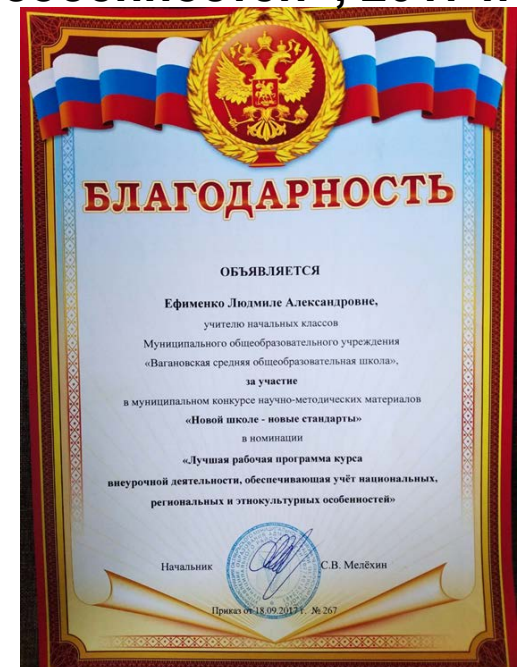 БЛАГОДАРНОСТЬ
ОБЪЯВЛЯЕТСЯ
Ефименко Людмиле Александровне,
учителю начальных классов
Муниципального общеобразовательного учреждения
«Вагановская средняя общеобразовательная школа»,
за участие
в муниципальном конкурсе научно-методических материалов
«Новой школе - новые стандарты»
в номинации
«Лучшая рабочая программа курса
внеурочной деятельности, обеспечивающая учёт национальных,
региональных и этнокультурных особенностей»
Начальник С.В. Мелёхин
Приказ от 18.09.2017 г. № 267